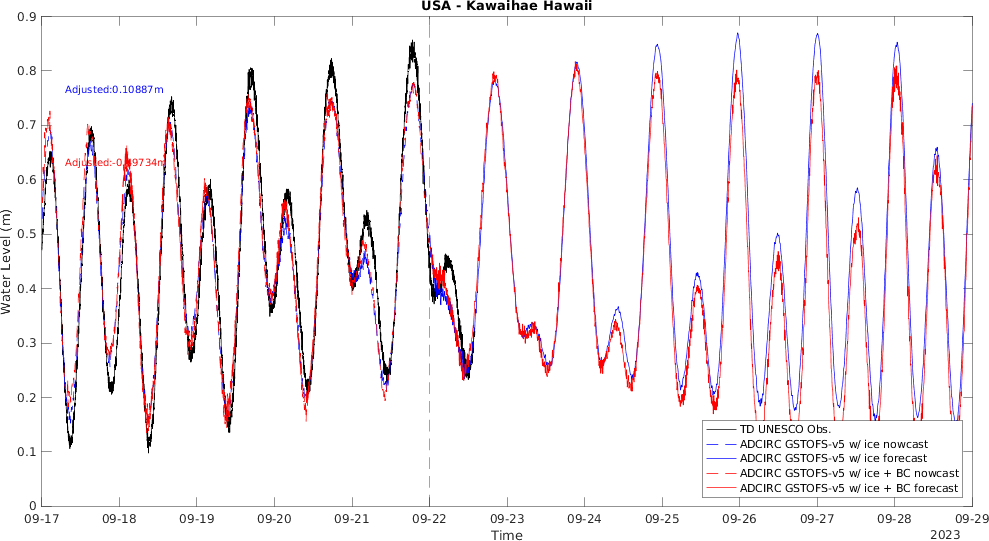 USA - Kawaihae Hawaii
0.9
0.8
0.7
0.6
0.5
0.4
0.3
0.2
0.1
0
Water Level (m)
Adjusted:0.10887m
TD UNESCO Obs.
ADCIRC GSTOFS-v5 w/ ice nowcast
ADCIRC GSTOFS-v5 w/ ice forecast
ADCIRC GSTOFS-v5 w/ ice + BC nowcast
ADCIRC GSTOFS-v5 w/ ice + BC forecast
09-17 09-18 09-19 09-20 09-21 09-22 09-23 09-24 09-25 09-26 09-27 09-28 09-29
Time
2023